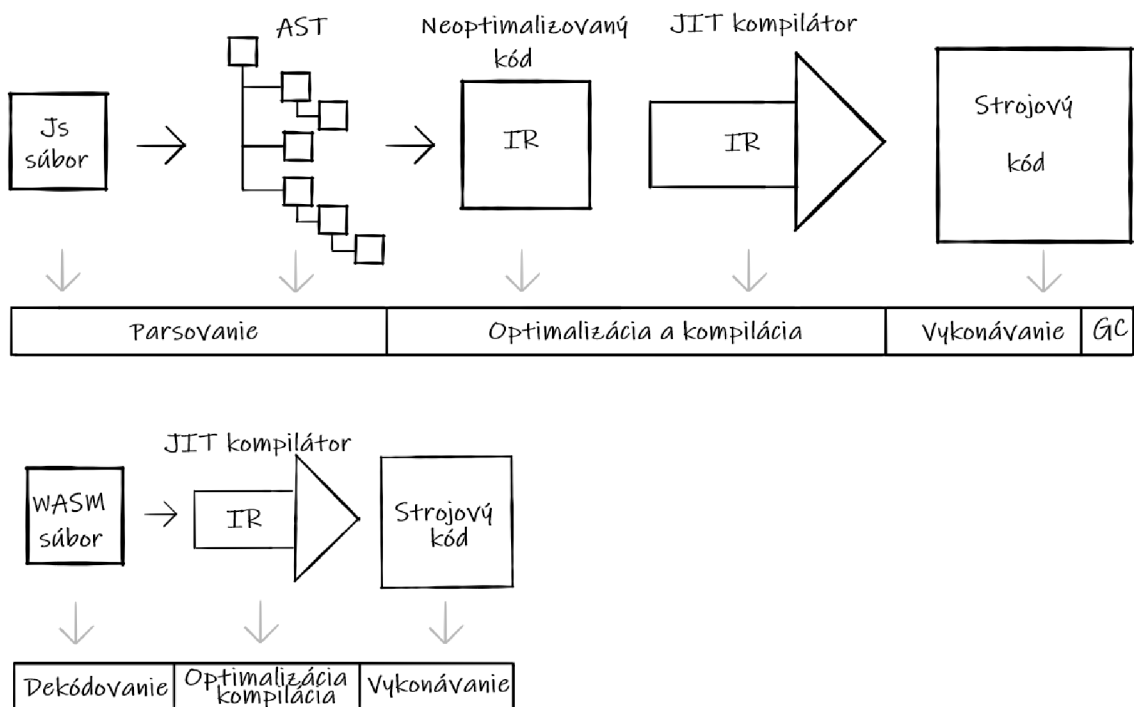 AST
Neoptimalizovaný
kód
JIT kompilátor
Js
súbor
IR
IR
Strojový
kód
Parsovanie
Optimalizácia a kompilácia
Vykonávanie
GC
JIT kompilátor
WASM
súbor
IR
Strojový
kód
Dekódovanie
Optimalizácia
kompilácia
Vykonávanie